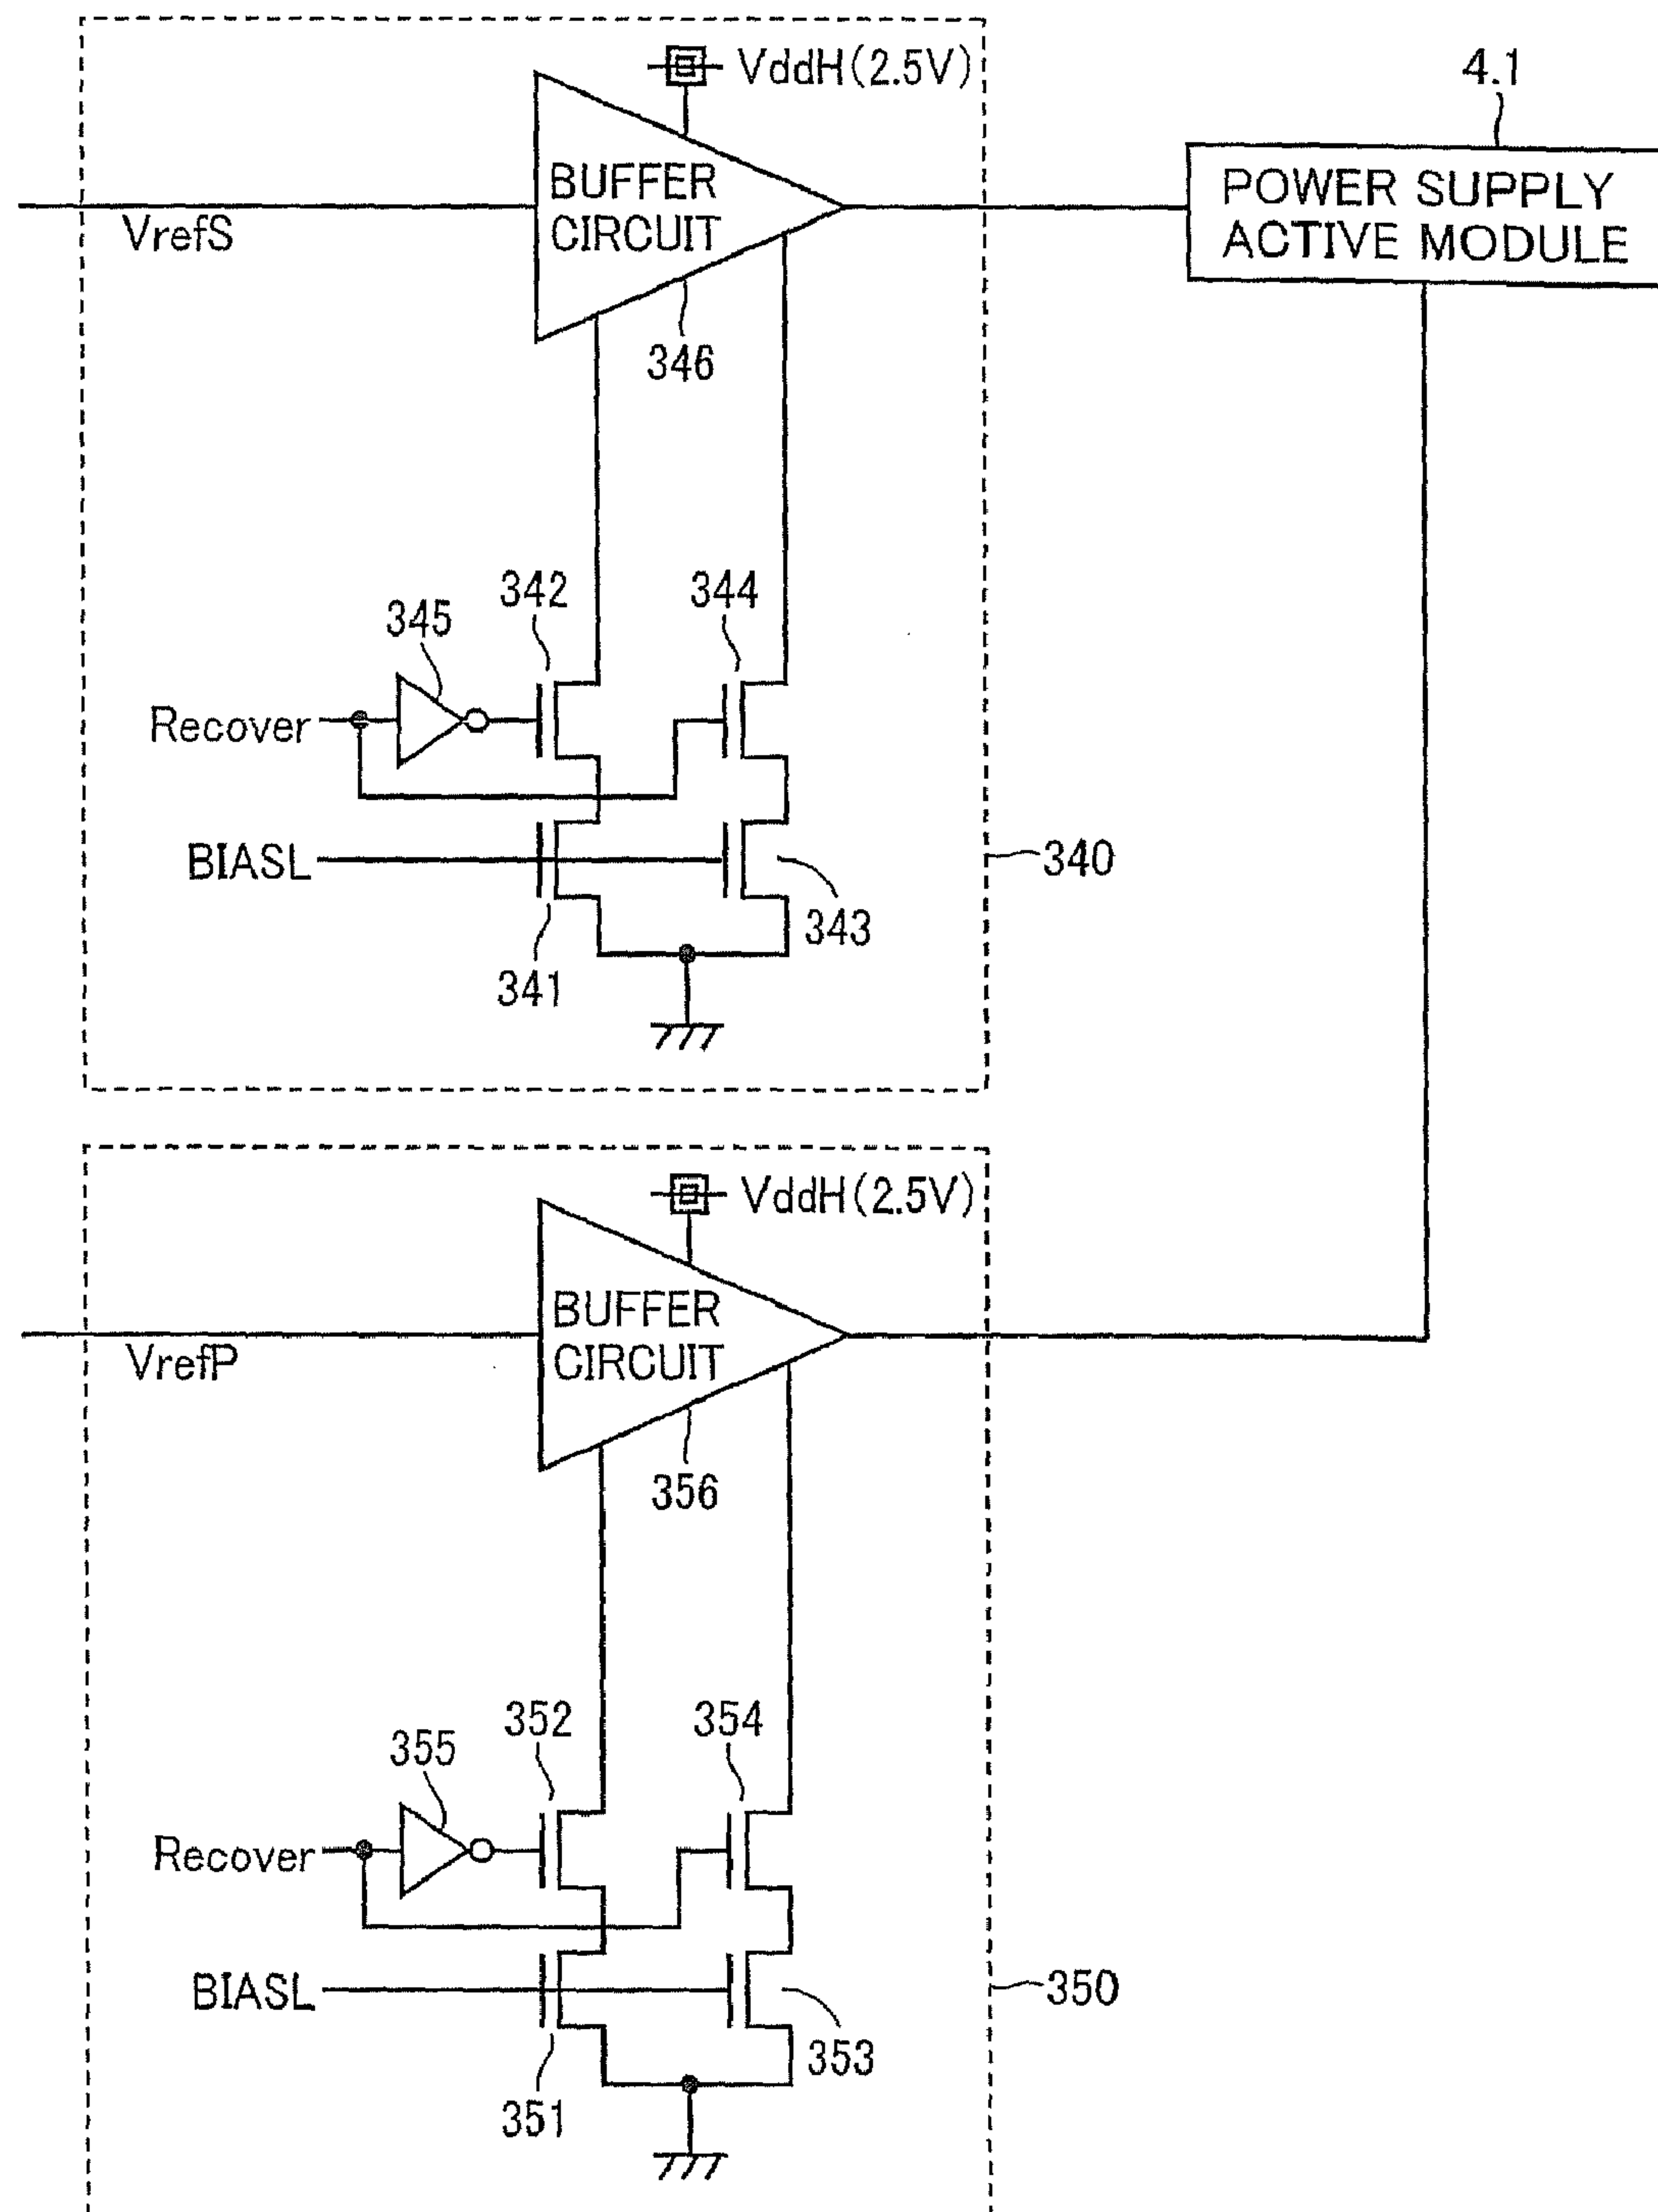 VddH(2.5V)
4.1
BUFFER
CIRCUIT
POWER SUPPLY
ACTIVE MODULE
VrefS
346
342
344
345
Recover
BIASL
340
343
341
VddH(2.5V)
BUFFER
CIRCUIT
VrefP
356
352
354
355
Recover
BIASL
350
353
351